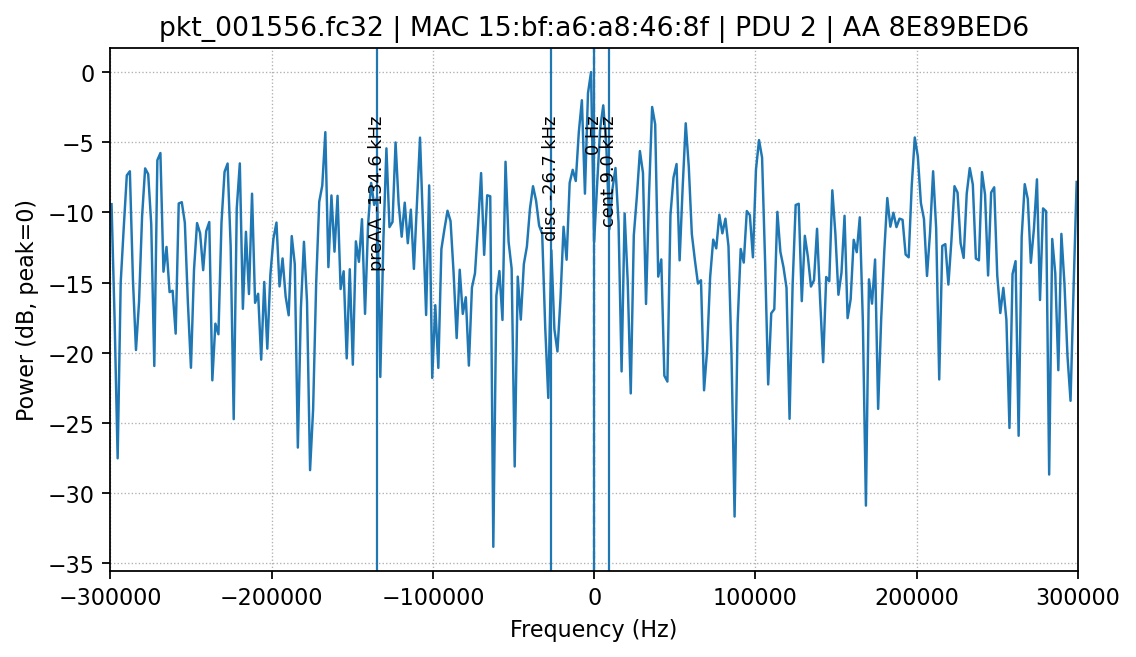 pkt_001556.fc32 | MAC 15:bf:a6:a8:46:8f | PDU 2 | AA 8E89BED6
Power (dB, peak=0)
0
−5
−10
−15
−20
−25
−30
−35
preAA -134.6 kHz
disc -26.7 kHz
0 Hz
cent 9.0 kHz
−300000
−200000
−100000
0
100000
200000
300000
Frequency (Hz)